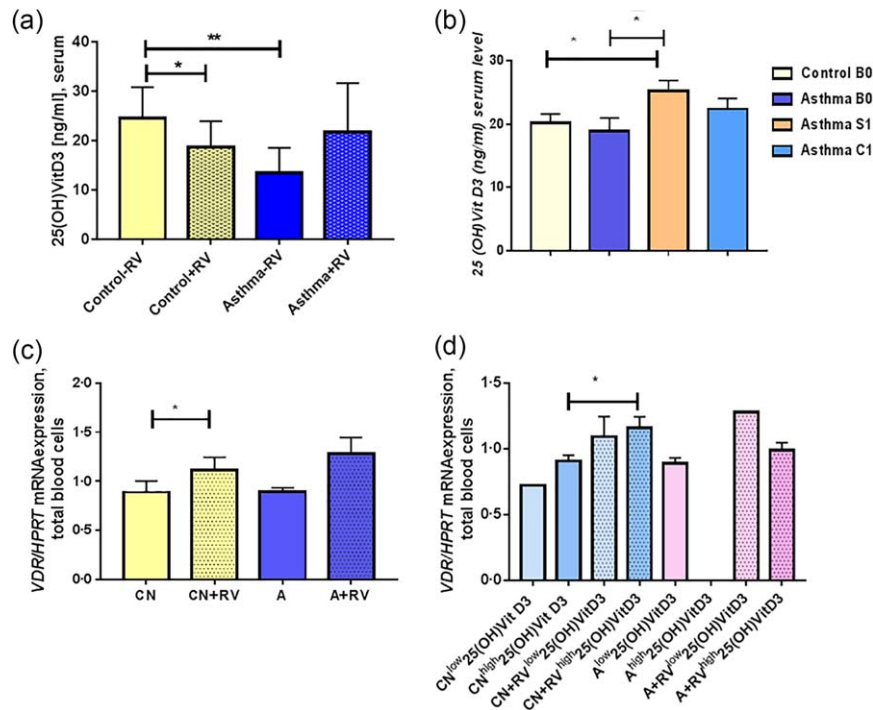 (a)
25(OH)VitD3 [ng/ml], serum
40
30
20
10
0
**
*
Control-RV
Control+RV
Asthma-RV
Asthma+RV
(b)
25 (OH)Vit D3 (ng/ml) serum level
30
20
10
0
*
*
Control B0
Asthma B0
Asthma S1
Asthma C1
(c)
VDR/HPRT mRNAexpression,
total blood cells
2·0
1·5
1·0
0·5
0·0
*
CN
CN+RV
A
A+RV
(d)
VDR/HPRT mRNAexpression,
total blood cells
1·5
1·0
0·5
0·0
*
CNlow25(OH)Vit D3
CNhigh25(OH)Vit D3
CN+RVlow25(OH)VitD3
CN+RVhigh25(OH)VitD3
Alow25(OH)VitD3
Ahigh25(OH)VitD3
A+RVlow25(OH)VitD3
A+RVhigh25(OH)VitD3